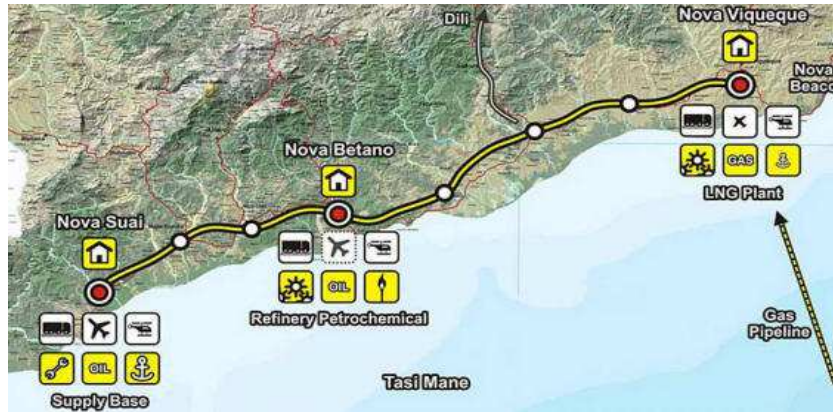 Dili
Nova Viqueque
Nova
Beaco
Nova Betano
GAS
LNG Plant
Nova Suai
OIL
Refinery Petrochemical
Gas
Pipeline
OIL
Supply Base
Tasi Mane